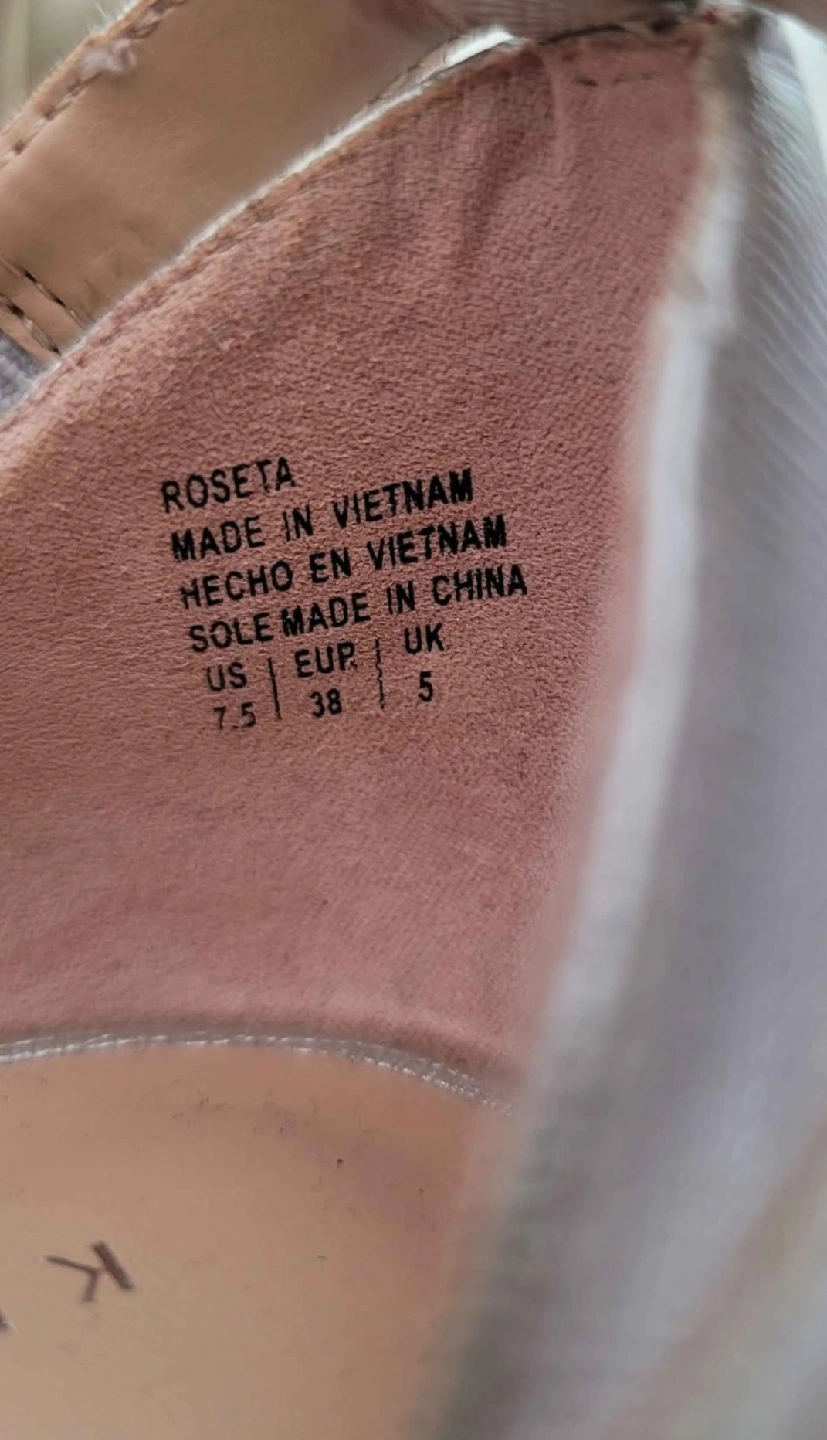 ROSETA
MADE IN VIETNAM
HECHO EN VIETNAM
SOLE MADE IN CHINA
US | EUR | UK
7.5 | 38 | 5
K